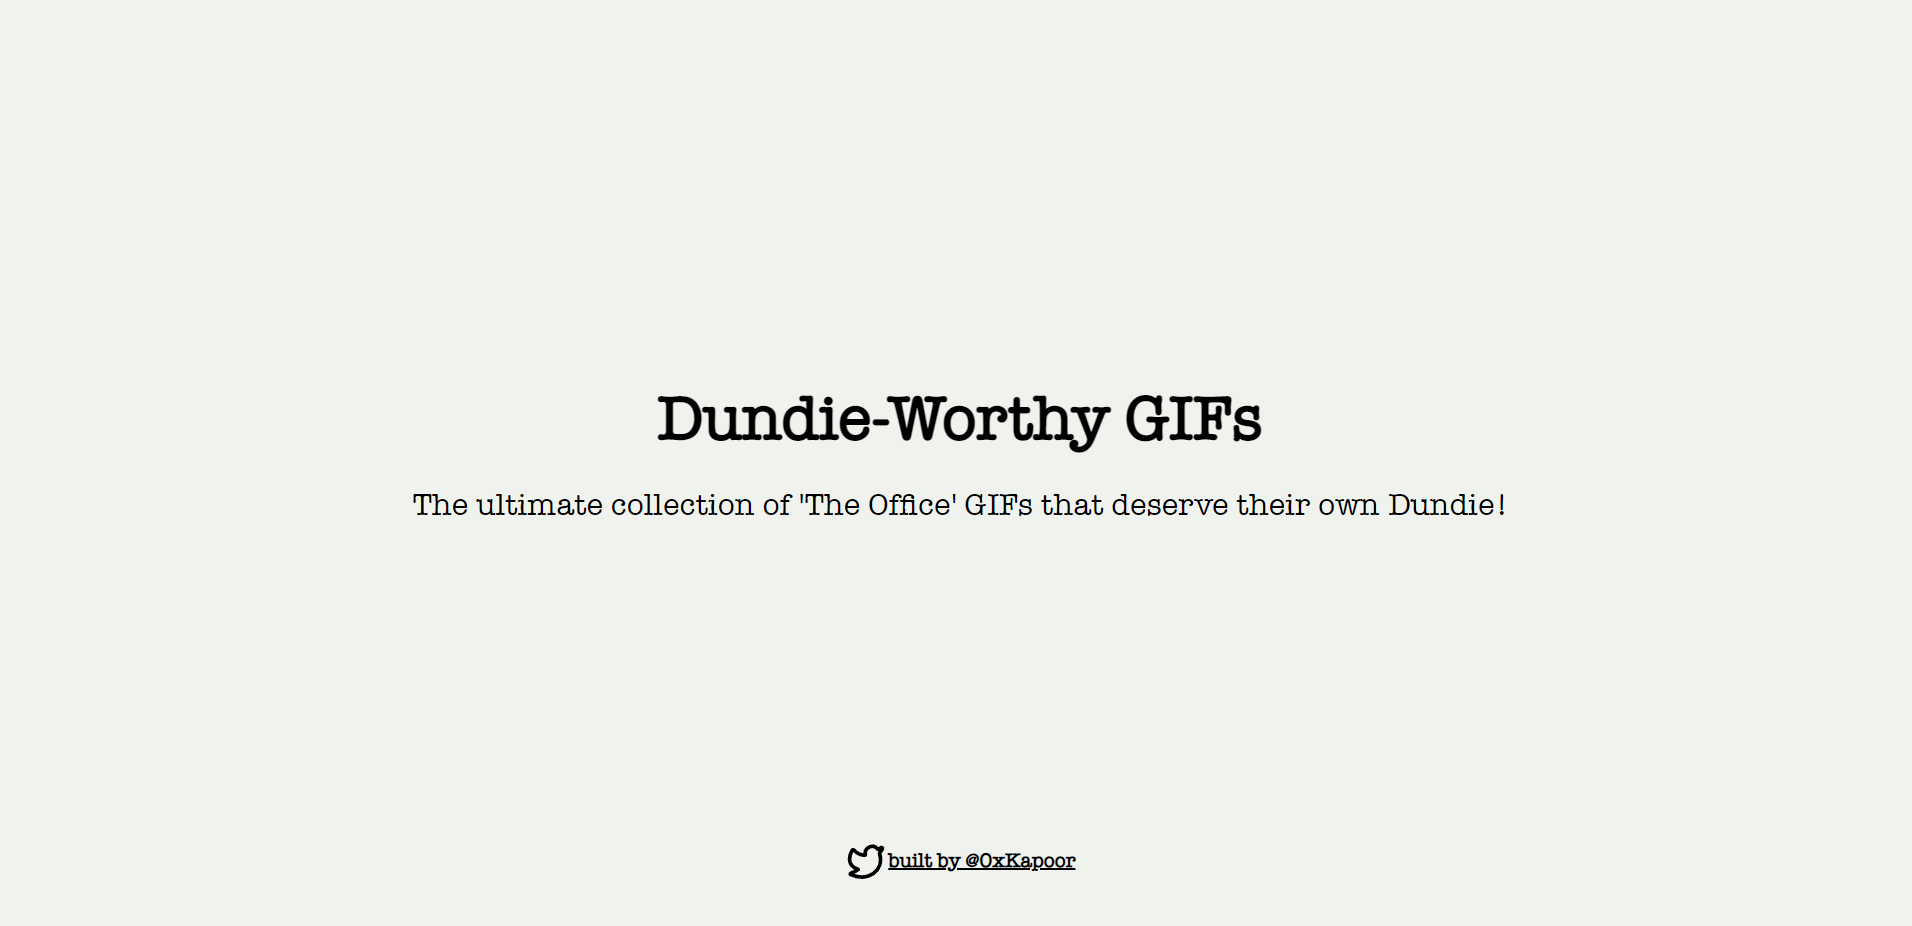 Dundie-Worthy GIFs
The ultimate collection of 'The Office' GIFs that deserve their own Dundie!
built by @0xKapoor